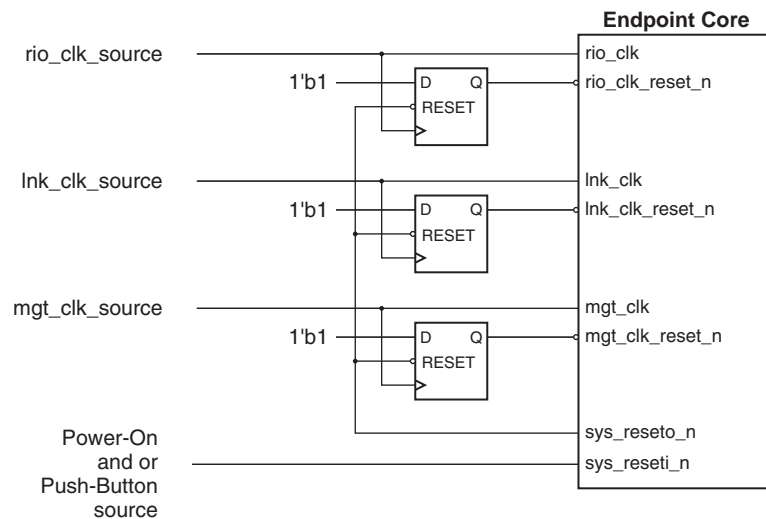 Endpoint Core
rio_clk_source
rio_clk
1'b1
D
Q
rio_clk_reset_n
RESET
lnk_clk_source
lnk_clk
1'b1
D
Q
lnk_clk_reset_n
RESET
mgt_clk_source
mgt_clk
1'b1
D
Q
mgt_clk_reset_n
RESET
sys_reseto_n
Power-On
and or
Push-Button
source
sys_reseti_n